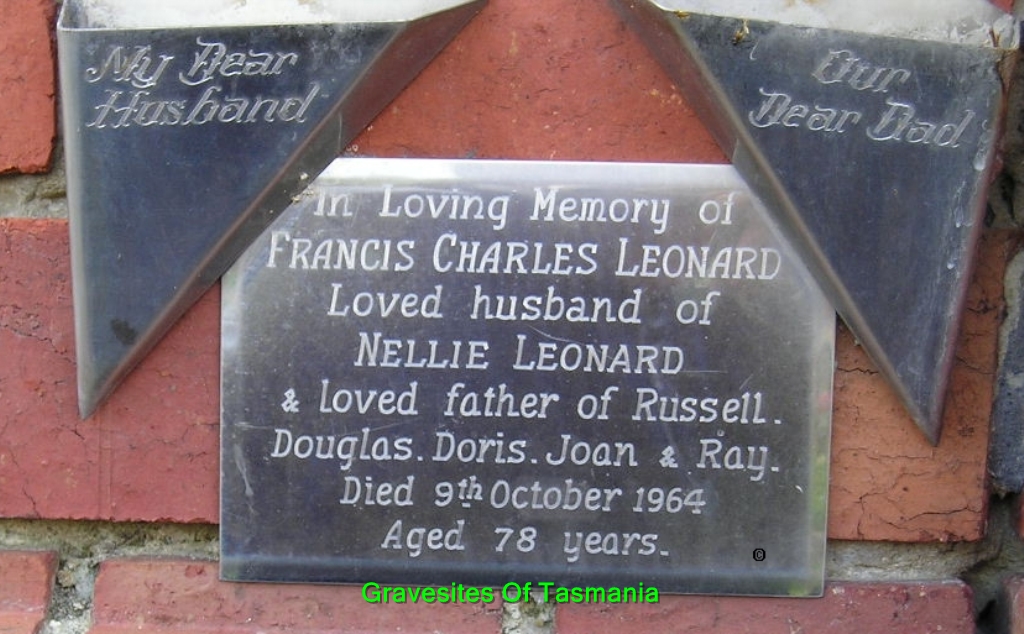 My Dear
Husband
Our
Dear Dad
In Loving Memory of
FRANCIS CHARLES LEONARD
Loved husband of
NELLIE LEONARD
& loved father of Russell.
Douglas. Doris. Joan & Ray.
Died 9th October 1964
Aged 78 years.
©
Gravesites Of Tasmania